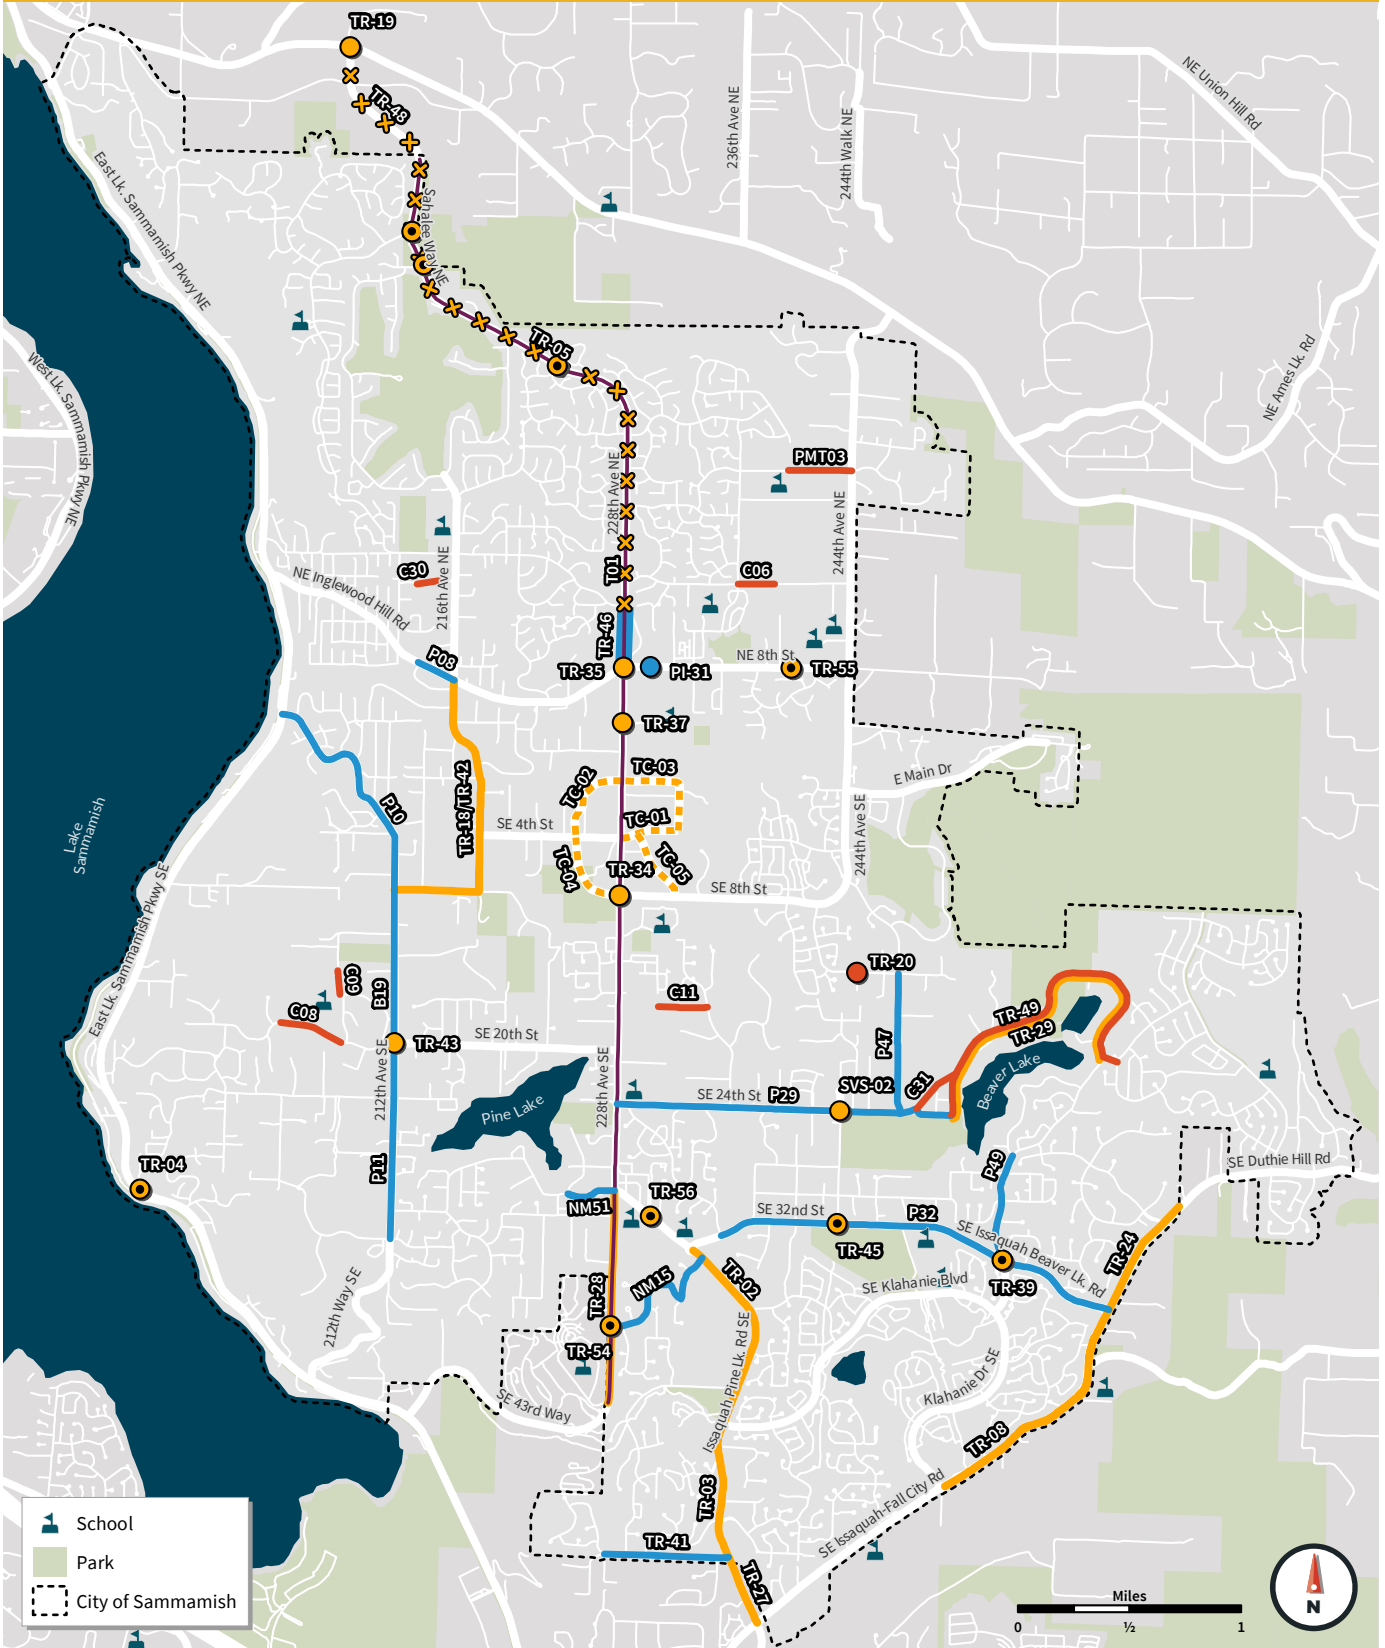 TR-19
TR-48
NE Union Hill Rd
236th Ave NE
244th Walk NE
East Lk. Sammamish Pkwy NE
Sahalee Way NE
TR-05
West Lk. Sammamish Pkwy NE
NE Ames Lk. Rd
PMT03
228th Ave NE
244th Ave NE
C30
216th Ave NE
T01
C06
NE Inglewood Hill Rd
TR-46
P08
TR-35
PI-31
NE 8th St
TR-55
TR-37
TC-03
TC-02
E Main Dr
P10
TR-18/TR-42
SE 4th St
TC-01
Lake
Sammamish
244th Ave SE
TC-04
TR-34
TC-05
SE 8th St
East Lk. Sammamish Pkwy SE
TR-20
C09
B19
C11
C08
TR-49
TR-29
TR-43
SE 20th St
P47
212th Ave SE
228th Ave SE
SE 24th St
P29
SVS-02
C31
Beaver Lake
Pine Lake
TR-04
P11
P49
SE Duthie Hill Rd
NM51
TR-56
SE 32nd St
P32
SE Issaquah Beaver Lk. Rd
TR-45
TR-24
TR-39
SE Klahanie Blvd
212th Way SE
TR-28
NM15
TR-02
TR-54
Issaquah Pine Lk. Rd SE
Klahanie Dr SE
SE 43rd Way
TR-08
TR-03
SE Issaquah-Fall City Rd
TR-41
TR-27
School
Park
City of Sammamish
Miles
0 ½ 1
N